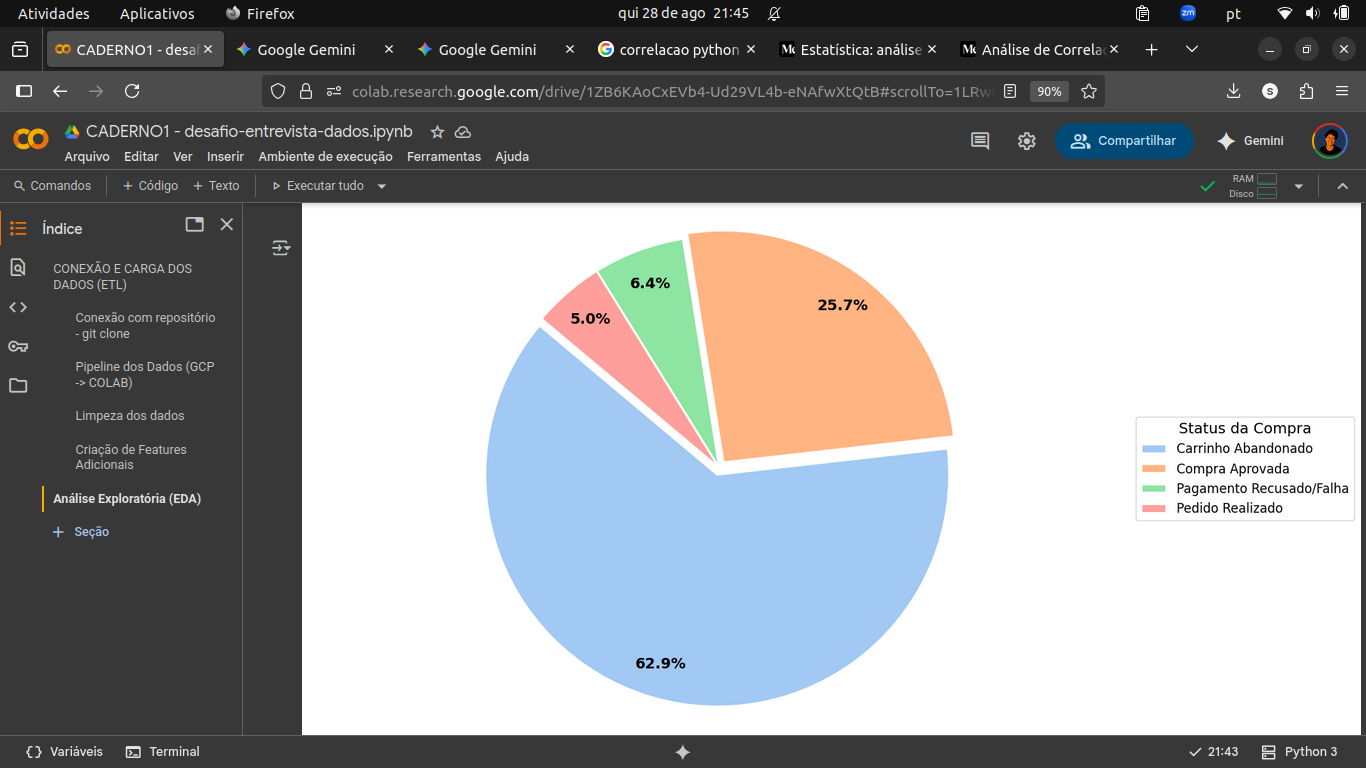 Atividades Aplicativos Firefox qui 28 de ago 21:45 zm pt
CADERNO1 - desaf Google Gemini Google Gemini correlacao python Estatística: análise Análise de Correlaç
colab.research.google.com/drive/1ZB6KAoCxEVb4-Ud29VL4b-eNAfwXtQtB#scrollTo=1LRw 90% S
CADERNO1 - desafio-entrevista-dados.ipynb
Arquivo Editar Ver Inserir Ambiente de execução Ferramentas Ajuda
Compartilhar Gemini
Comandos + Código + Texto Executar tudo RAM
Disco
Índice
CONEXÃO E CARGA DOS
DADOS (ETL)
Conexão com repositório
- git clone
Pipeline dos Dados (GCP
-> COLAB)
Limpeza dos dados
Criação de Features
Adicionais
Análise Exploratória (EDA)
+ Seção
6.4%
25.7%
5.0%
62.9%
Status da Compra
Carrinho Abandonado
Compra Aprovada
Pagamento Recusado/Falha
Pedido Realizado
Variáveis Terminal 21:43 Python 3